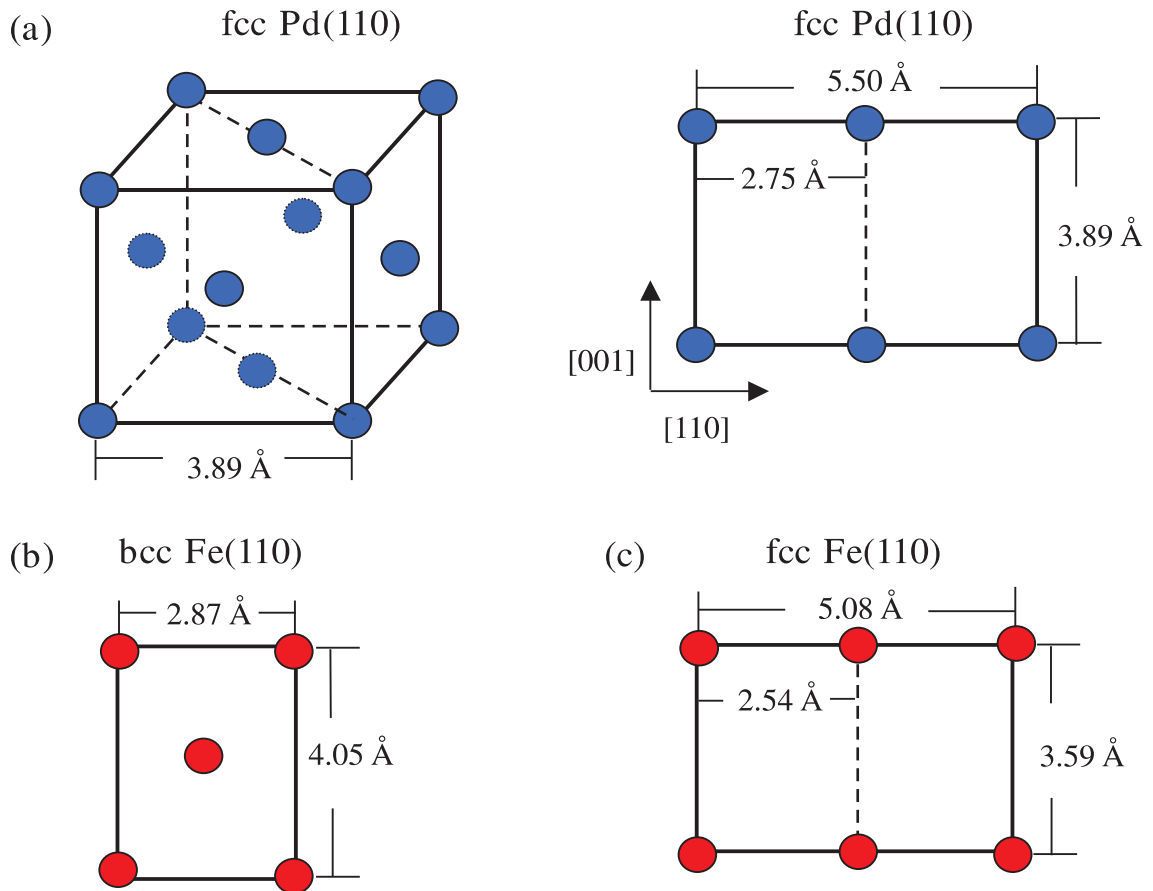 (a)
fcc Pd(110)
3.89 Å
fcc Pd(110)
5.50 Å
2.75 Å
3.89 Å
[001]
[110]
(b)
bcc Fe(110)
2.87 Å
4.05 Å
(c)
fcc Fe(110)
5.08 Å
2.54 Å
3.59 Å